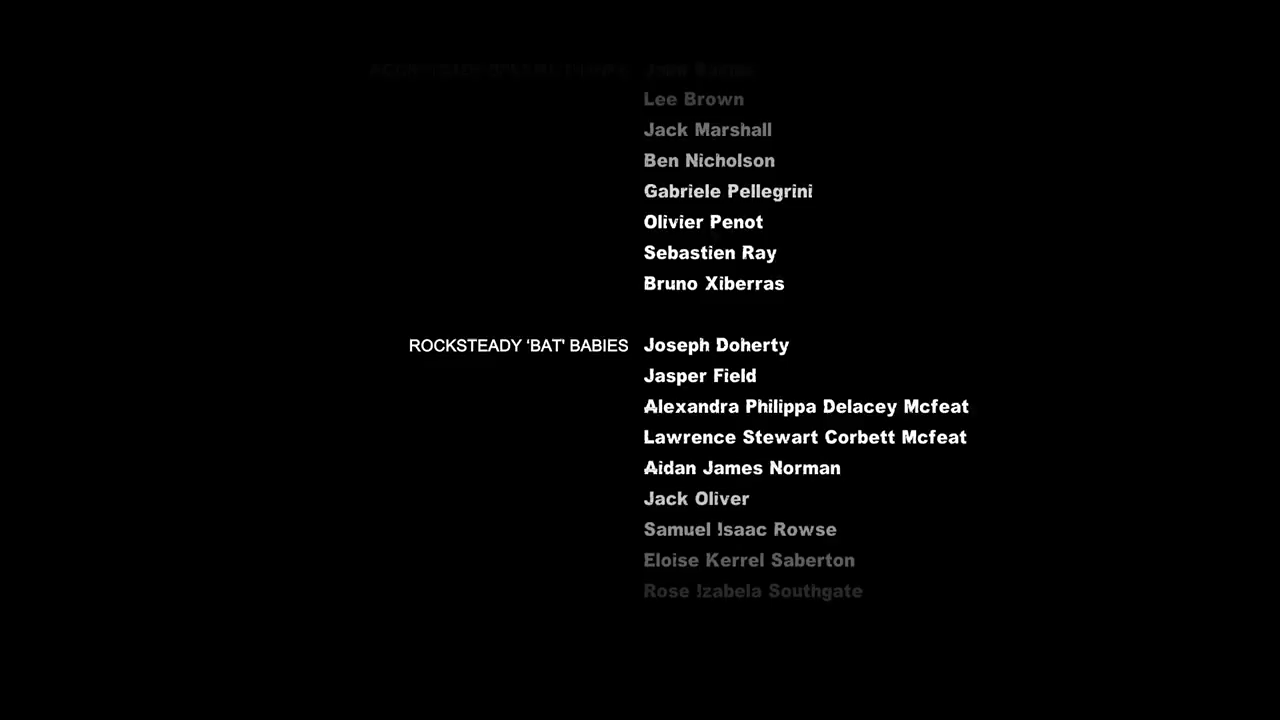 Lee Brown
Jack Marshall
Ben Nicholson
Gabriele Pellegrini
Olivier Penot
Sebastien Ray
Bruno Xiberras
ROCKSTEADY ‘BAT’ BABIES Joseph Doherty
Jasper Field
Alexandra Philippa Delacey Mcfeat
Lawrence Stewart Corbett Mcfeat
Aidan James Norman
Jack Oliver
Samuel Isaac Rowse
Eloise Kerrel Saberton
Rose Izabela Southgate